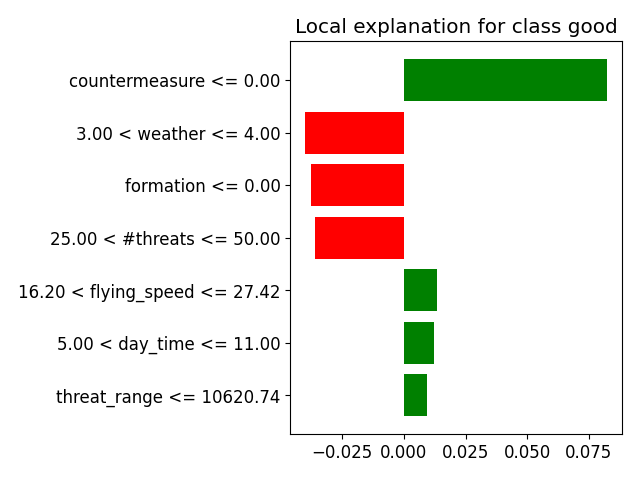 Local explanation for class good
countermeasure <= 0.00
3.00 < weather <= 4.00
formation <= 0.00
25.00 < #threats <= 50.00
16.20 < flying_speed <= 27.42
5.00 < day_time <= 11.00
threat_range <= 10620.74
−0.025 0.000 0.025 0.050 0.075